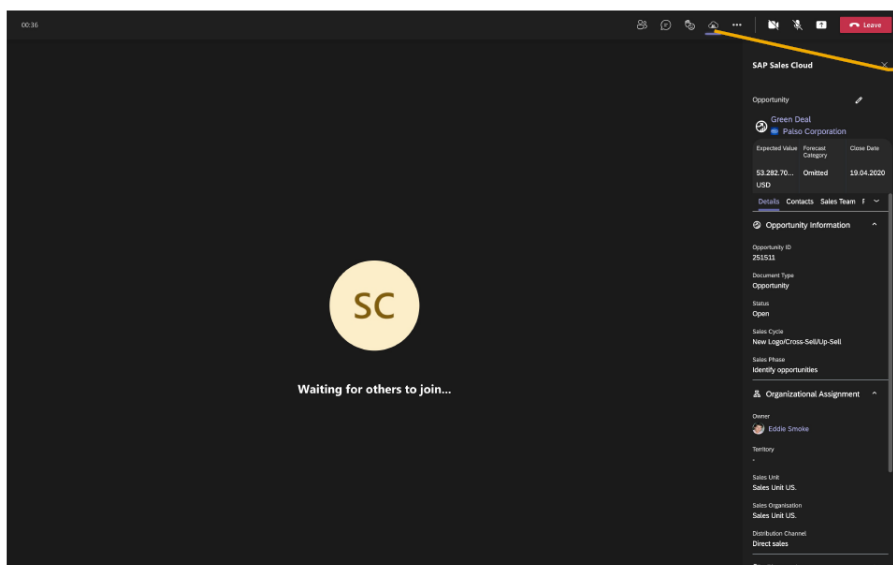 00:36
Leave
SAP Sales Cloud
Opportunity
Green Deal
Palso Corporation
Expected Value Forecast Category Close Date
53.282.70... USD Omitted 19.04.2020
Details Contacts Sales Team F
Opportunity Information
Opportunity ID
251511
Document Type
Opportunity
Status
Open
Sales Cycle
New Logo/Cross-Sell/Up-Sell
Sales Phase
Identify opportunities
Organizational Assignment
Owner
Eddie Smoke
Territory
-
Sales Unit
Sales Unit US.
Sales Organisation
Sales Unit US.
Distribution Channel
Direct sales
SC
Waiting for others to join...